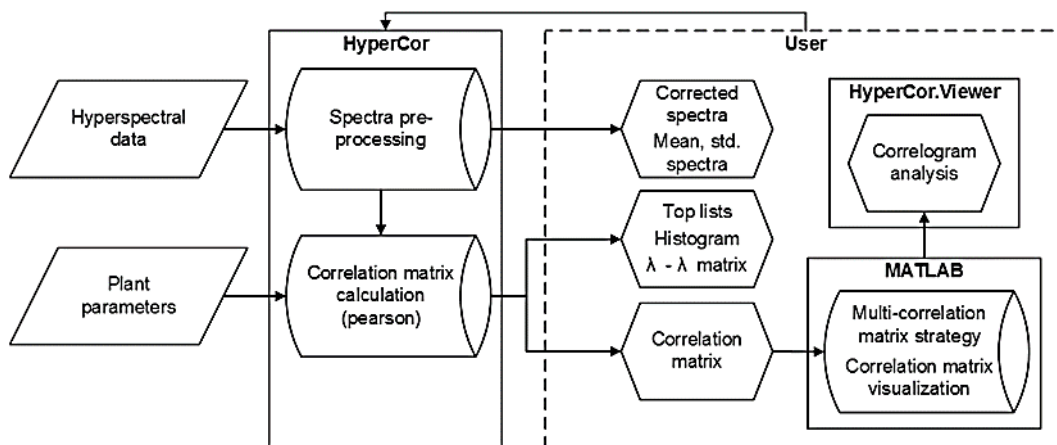 HyperCor
User
Hyperspectral
data
Spectra pre-
processing
Corrected
spectra
Mean, std.
spectra
HyperCor.Viewer
Correlogram
analysis
Plant
parameters
Correlation matrix
calculation
(pearson)
Top lists
Histogram
λ - λ matrix
Correlation
matrix
MATLAB
Multi-correlation
matrix strategy
Correlation matrix
visualization